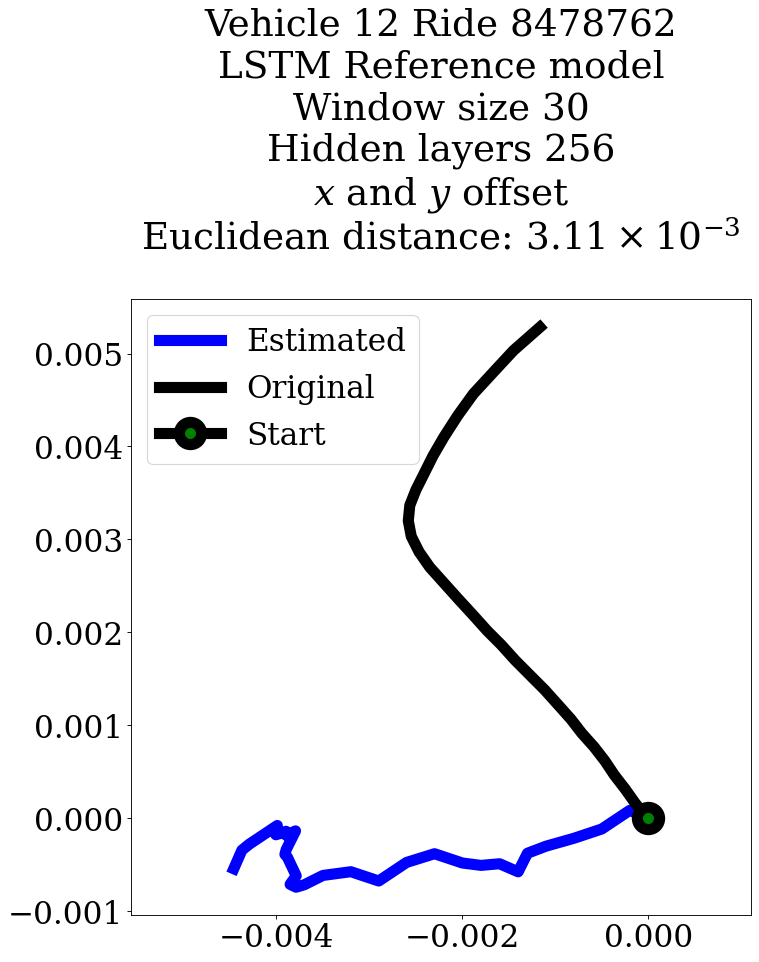 Vehicle 12 Ride 8478762
LSTM Reference model
Window size 30
Hidden layers 256
x and y offset
Euclidean distance: 3.11 × 10⁻³
Estimated
Original
Start
0.005
0.004
0.003
0.002
0.001
0.000
−0.001
−0.004 −0.002 0.000